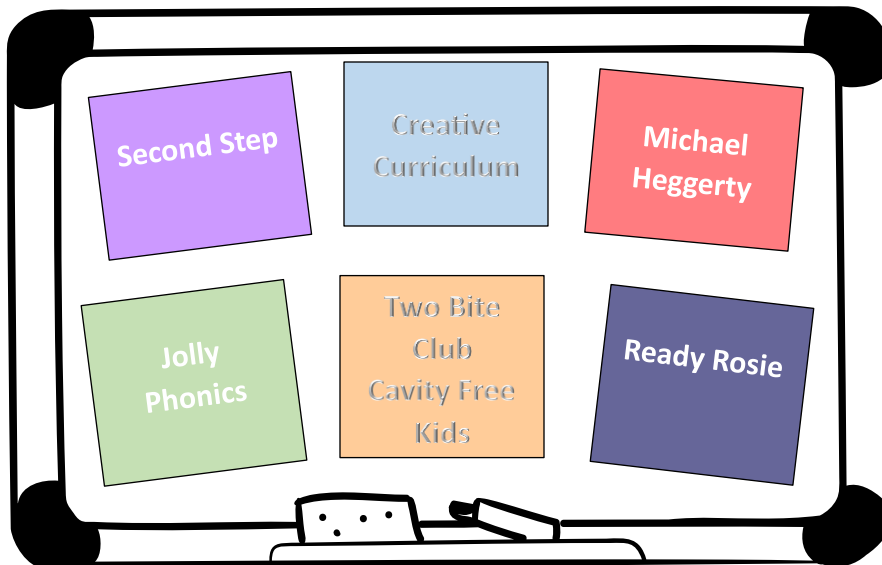 Second Step
Creative
Curriculum
Michael
Heggerty
Jolly
Phonics
Two Bite
Club
Cavity Free
Kids
Ready Rosie